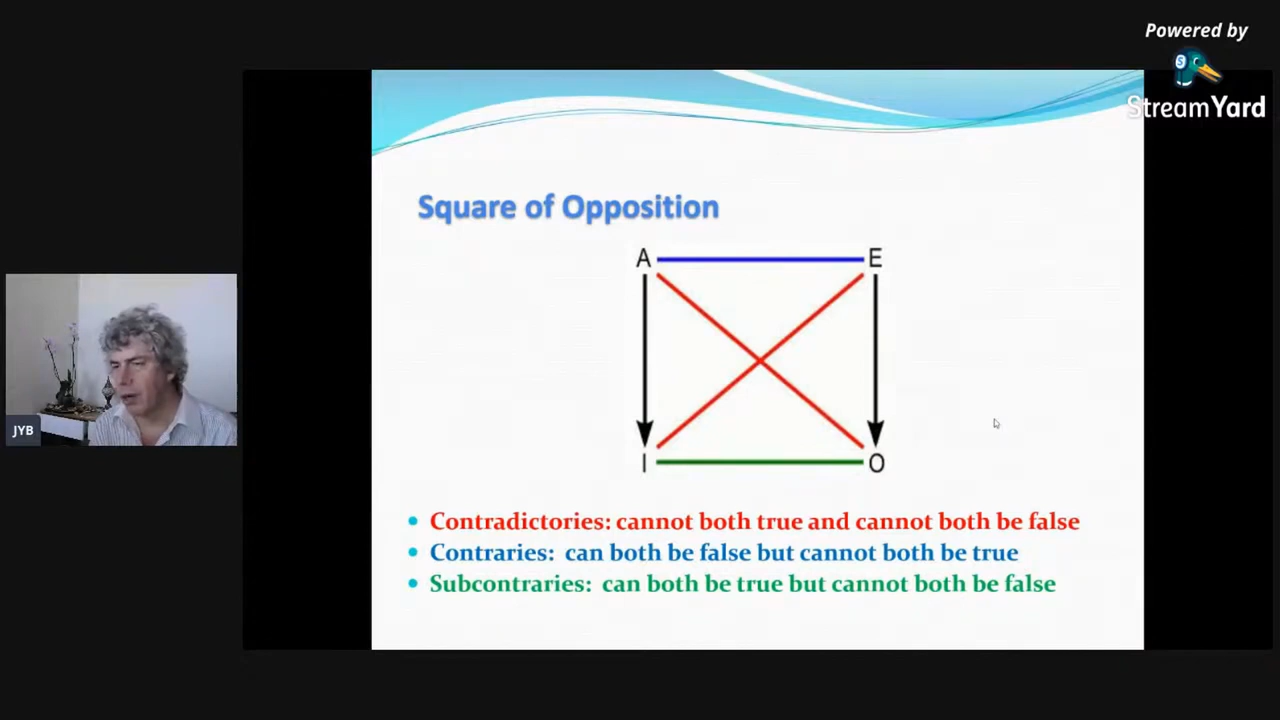 Powered by
StreamYard
Square of Opposition
A E
I O
JYB
Contradictories: cannot both true and cannot both be false
Contraries: can both be false but cannot both be true
Subcontraries: can both be true but cannot both be false